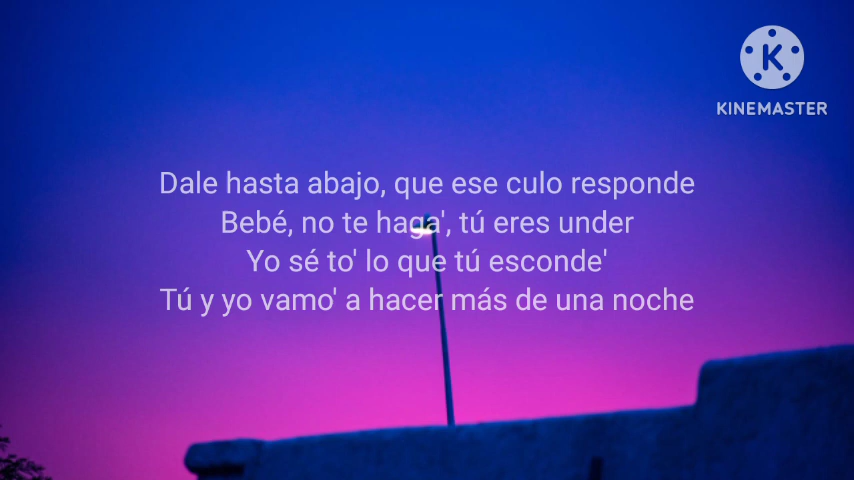 KINEMASTER
Dale hasta abajo, que ese culo responde
Bebé, no te haga', tú eres under
Yo sé to' lo que tú esconde'
Tú y yo vamo' a hacer más de una noche